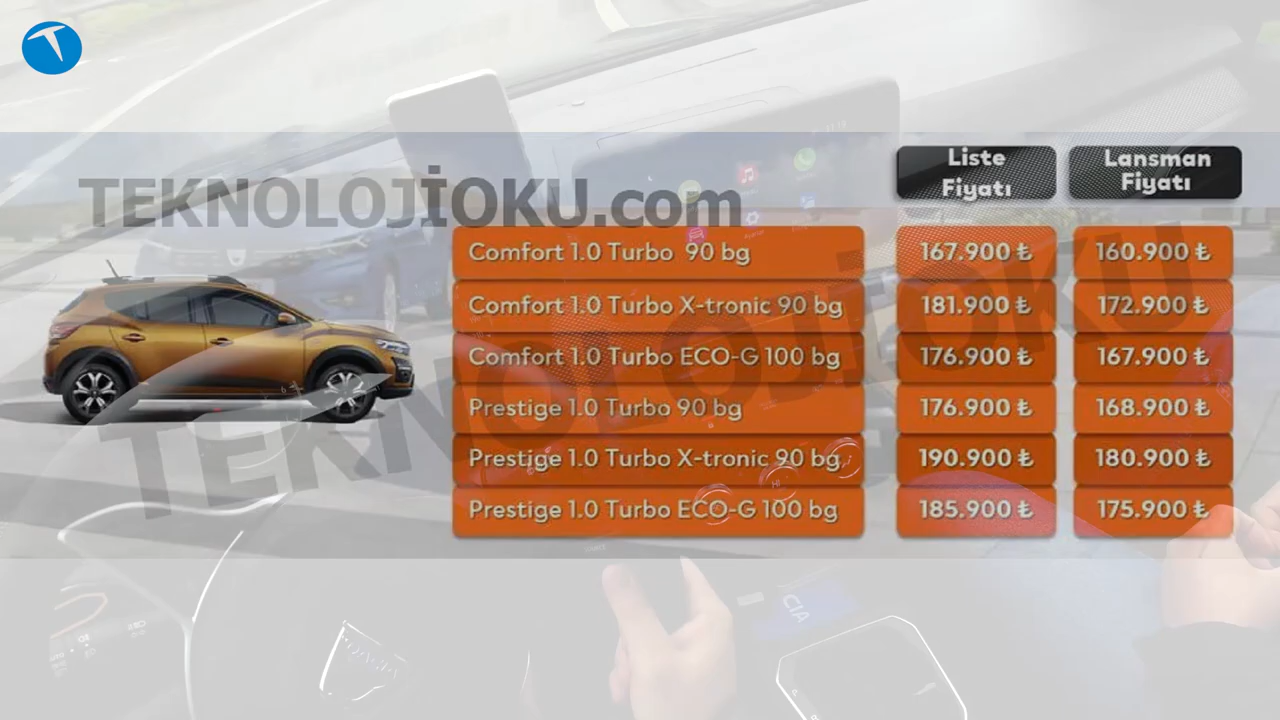 TEKNOLOJİOKU.com
Liste Fiyatı
Lansman Fiyatı
Comfort 1.0 Turbo 90 bg 167.900 ₺ 160.900 ₺
Comfort 1.0 Turbo X-tronic 90 bg 181.900 ₺ 172.900 ₺
Comfort 1.0 Turbo ECO-G 100 bg 176.900 ₺ 167.900 ₺
Prestige 1.0 Turbo 90 bg 176.900 ₺ 168.900 ₺
Prestige 1.0 Turbo X-tronic 90 bg 190.900 ₺ 180.900 ₺
Prestige 1.0 Turbo ECO-G 100 bg 185.900 ₺ 175.900 ₺
TEKNOLOJİOKU